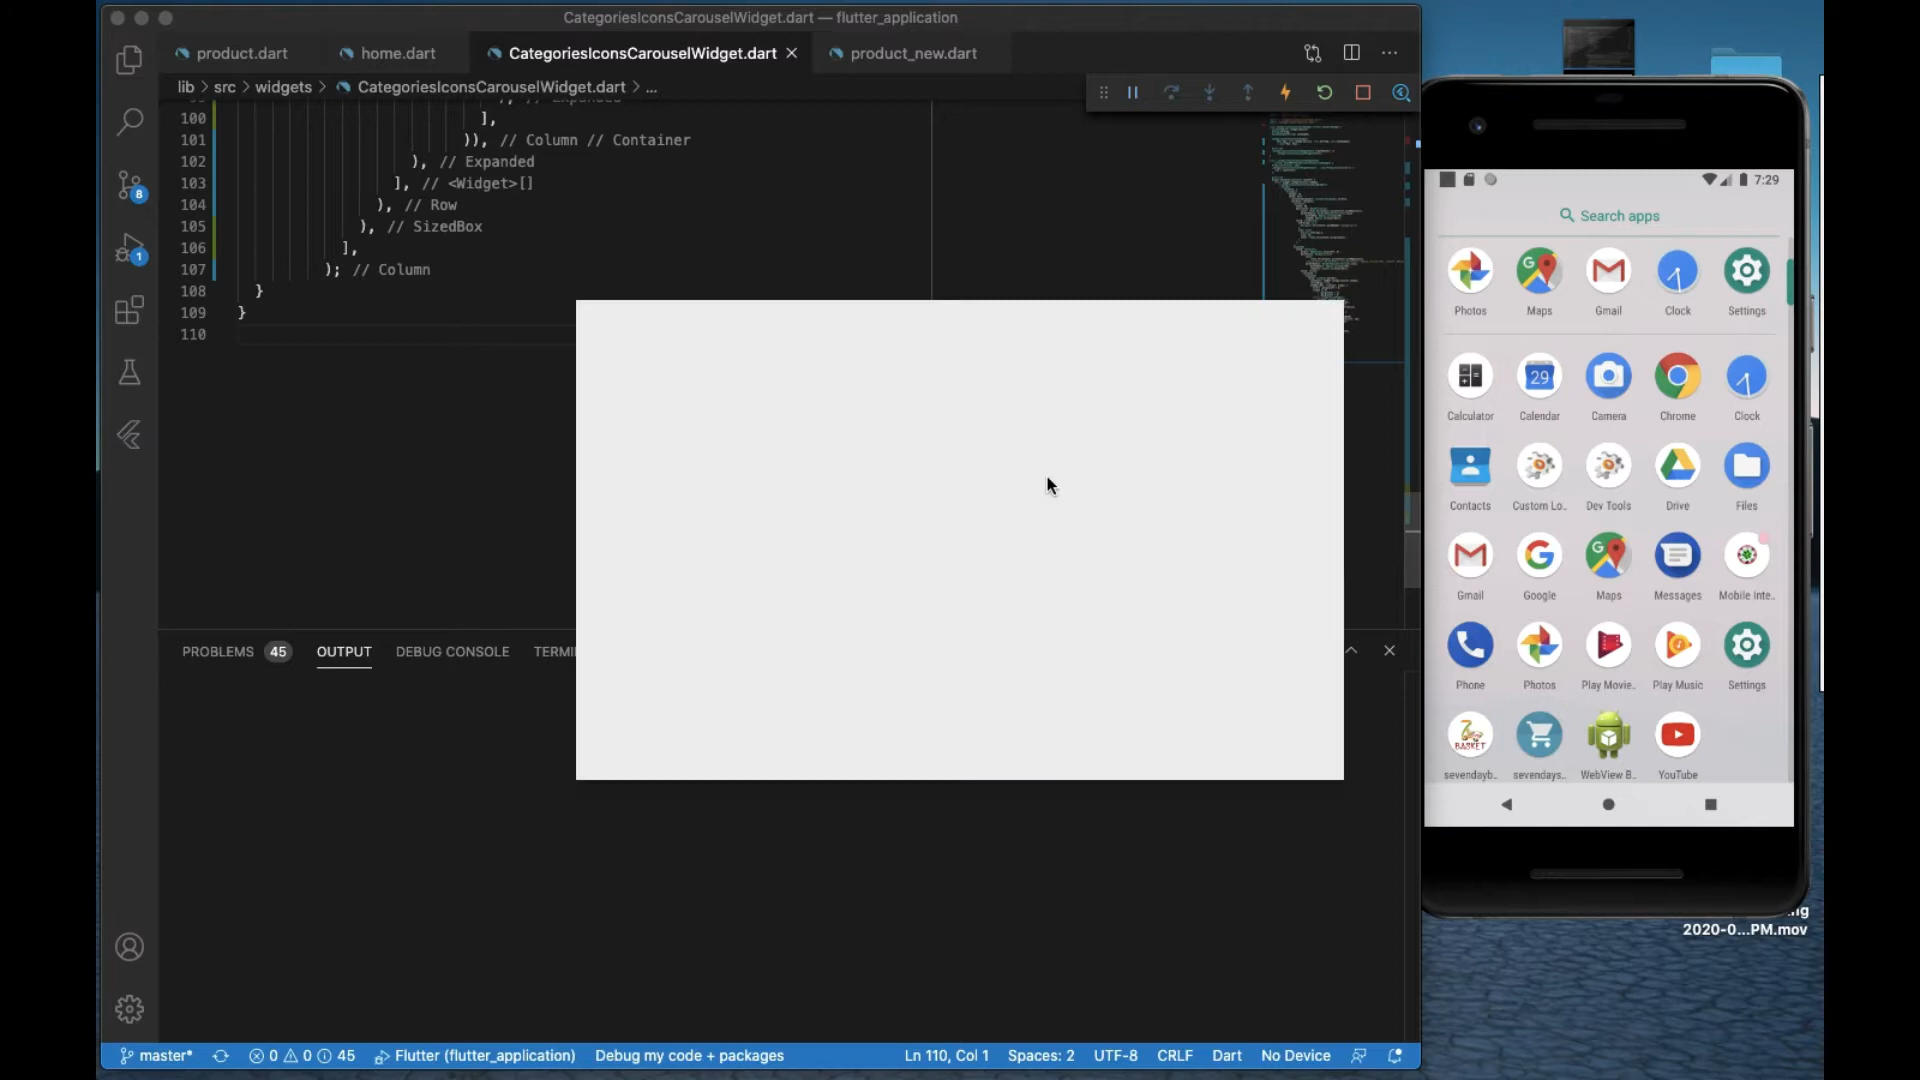 CategoriesIconsCarouselWidget.dart — flutter_application
product.dart
home.dart
CategoriesIconsCarouselWidget.dart
product_new.dart
lib > src > widgets > CategoriesIconsCarouselWidget.dart > ...
100 ],
101 )), // Column // Container
102 ), // Expanded
103 ], // <Widget>[]
104 ), // Row
105 ), // SizedBox
106 ],
107 ); // Column
108 }
109 }
110
8
1
PROBLEMS 45 OUTPUT DEBUG CONSOLE
master* 0 0 45 Flutter (flutter_application) Debug my code + packages Ln 110, Col 1 Spaces: 2 UTF-8 CRLF Dart No Device
7:29
Search apps
Photos Maps Gmail Clock Settings
29
Calculator Calendar Camera Chrome Clock
Contacts Custom Lo.. Dev Tools Drive Files
Gmail Google Maps Messages Mobile Inte..
Phone Photos Play Movie.. Play Music Settings
BASKET
sevendayb.. sevendays.. WebView B.. YouTube
2020-0...PM.mov